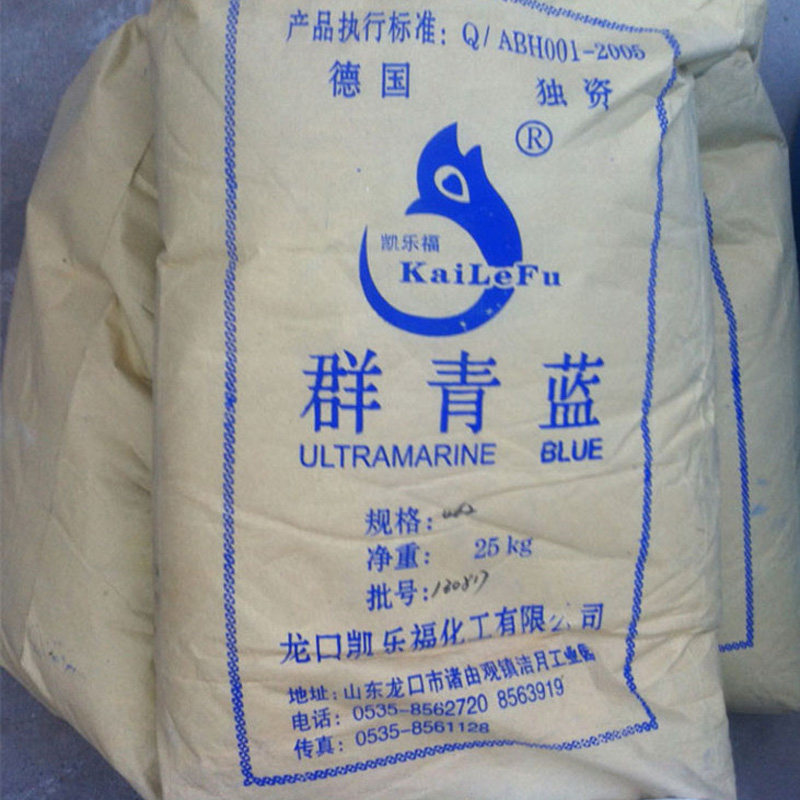 产品执行标准: Q/ABH001-2005
德国 独资
®
凯乐福
KaiLeFu
群青蓝
ULTRAMARINE BLUE
规格:
净重: 25kg
批号: 130817
龙口凯乐福化工有限公司
地址: 山东龙口市诸由观镇洁月工业
电话: 0535-8562720 8563919
传真: 0535-8561128